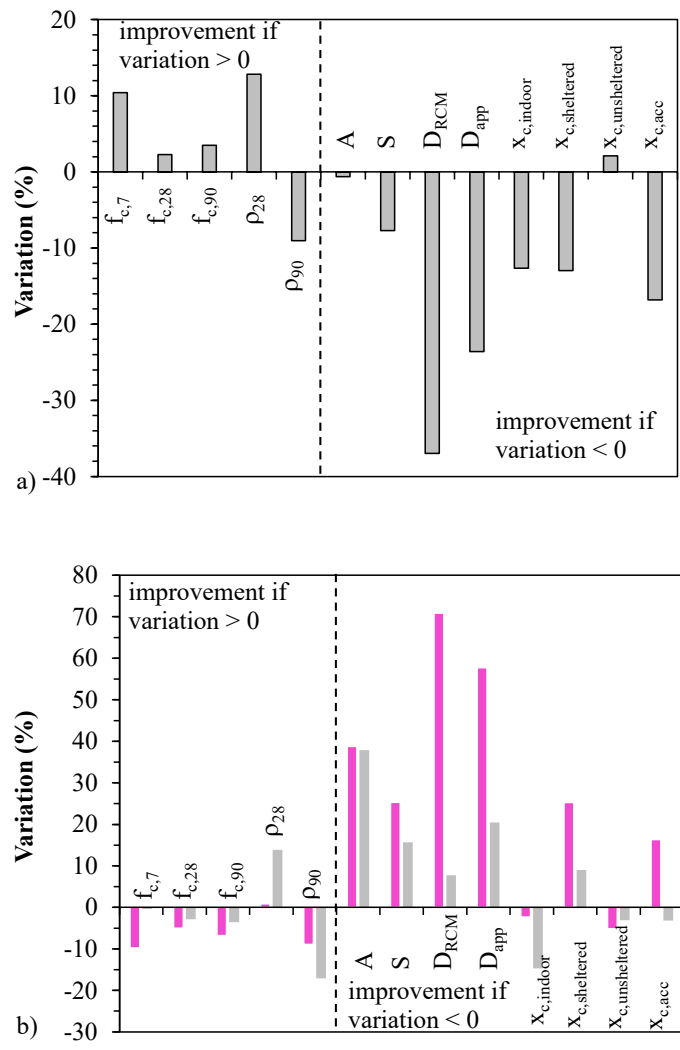 20
10
0
-10
-20
-30
-40
Variation (%)
improvement if
variation > 0
f_c,7
f_c,28
f_c,90
ρ_28
ρ_90
A
S
D_RCM
D_app
x_c,indoor
x_c,sheltered
x_c,unsheltered
x_c,acc
improvement if
variation < 0
a)
80
70
60
50
40
30
20
10
0
-10
-20
-30
Variation (%)
improvement if
variation > 0
f_c,7
f_c,28
f_c,90
ρ_28
ρ_90
A
S
D_RCM
D_app
x_c,indoor
x_c,sheltered
x_c,unsheltered
x_c,acc
improvement if
variation < 0
b)